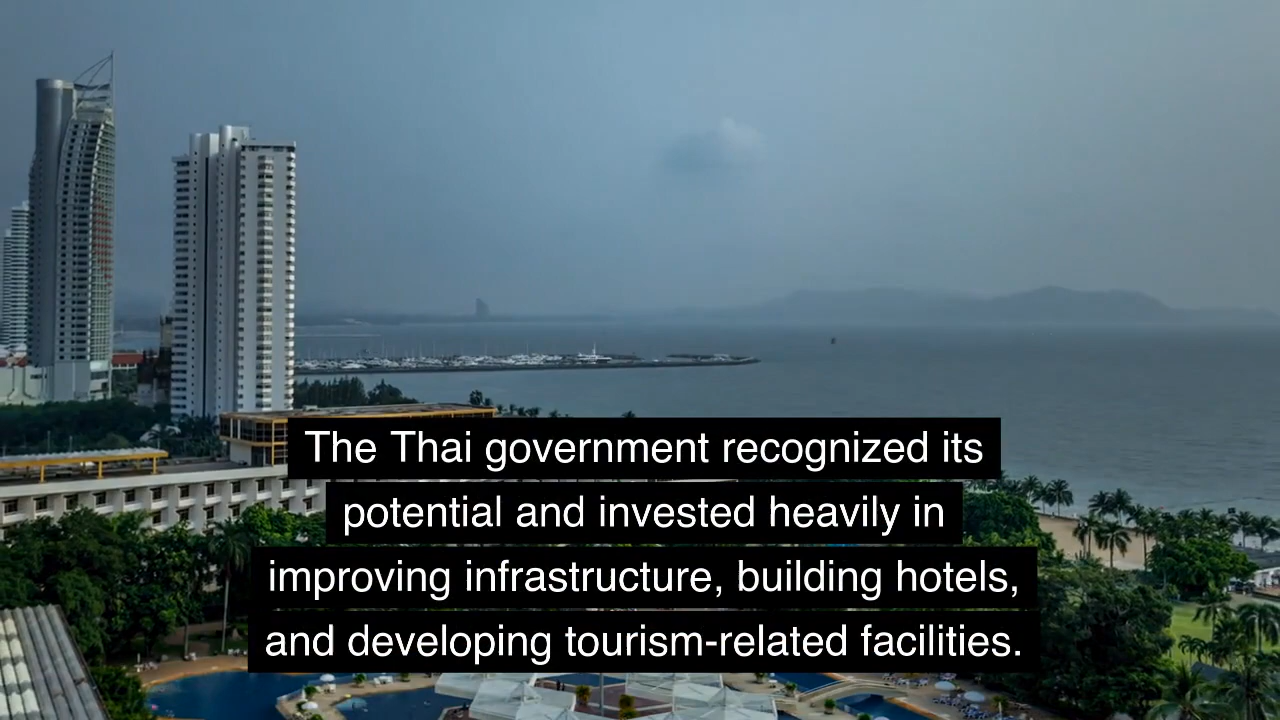 The Thai government recognized its
potential and invested heavily in
improving infrastructure, building hotels,
and developing tourism-related facilities.